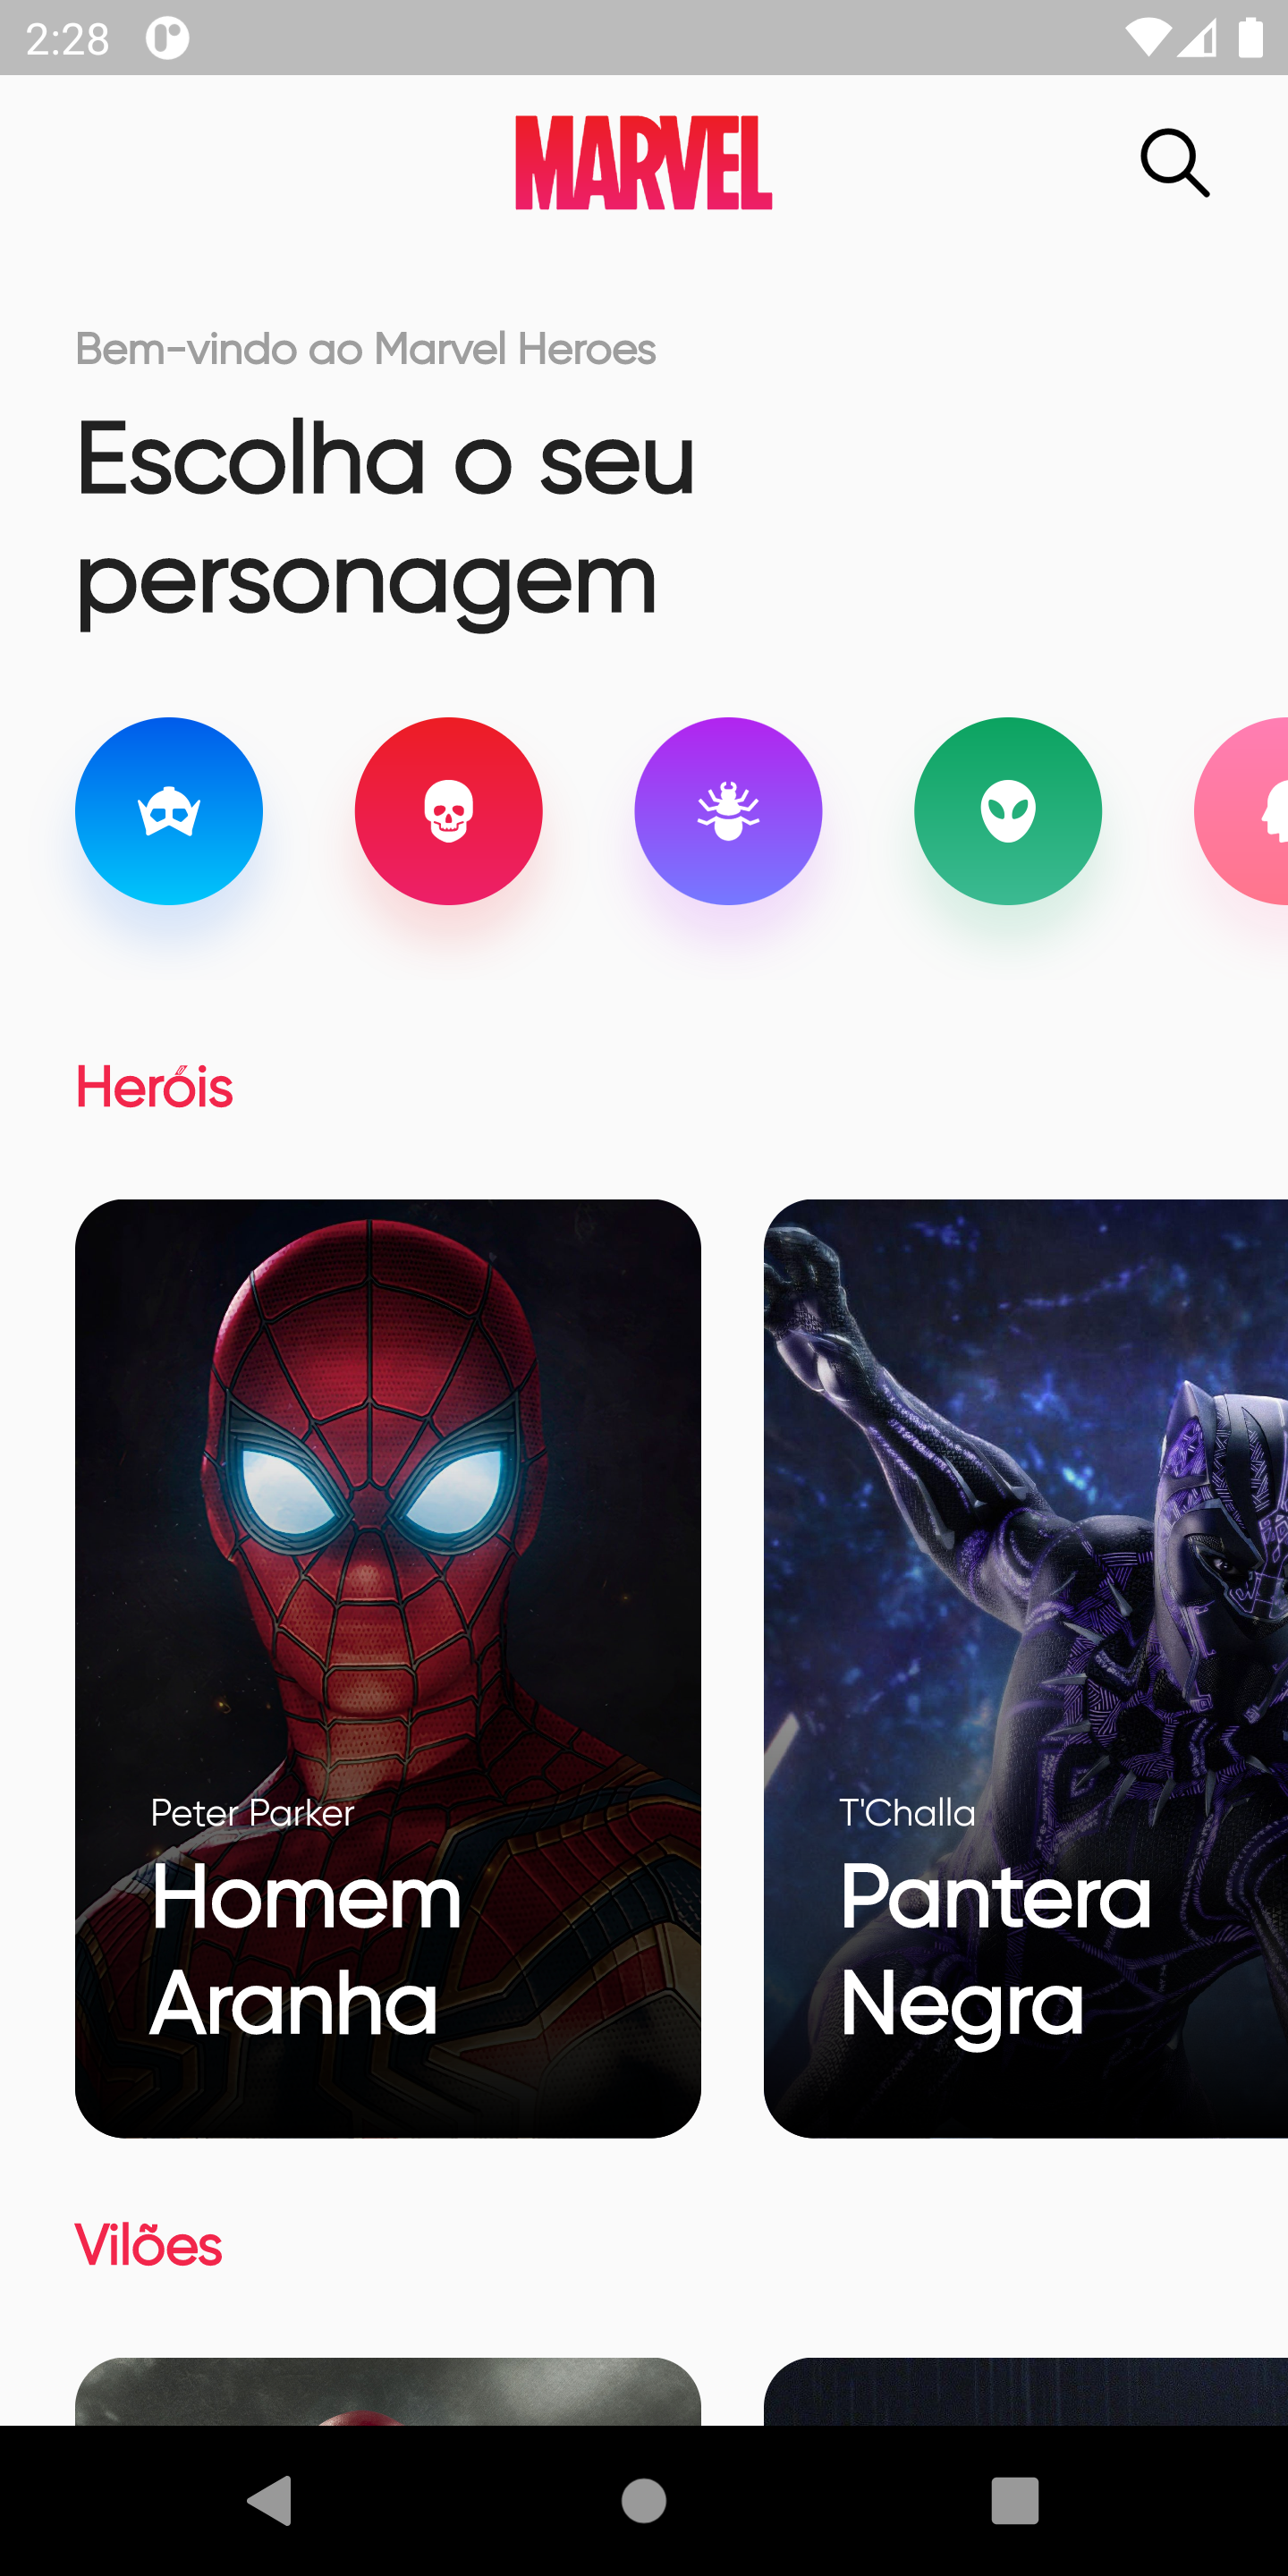 2:28
MARVEL
Bem-vindo ao Marvel Heroes
Escolha o seu
personagem
Heróis
Peter Parker
Homem
Aranha
T'Challa
Pantera
Negra
Vilões